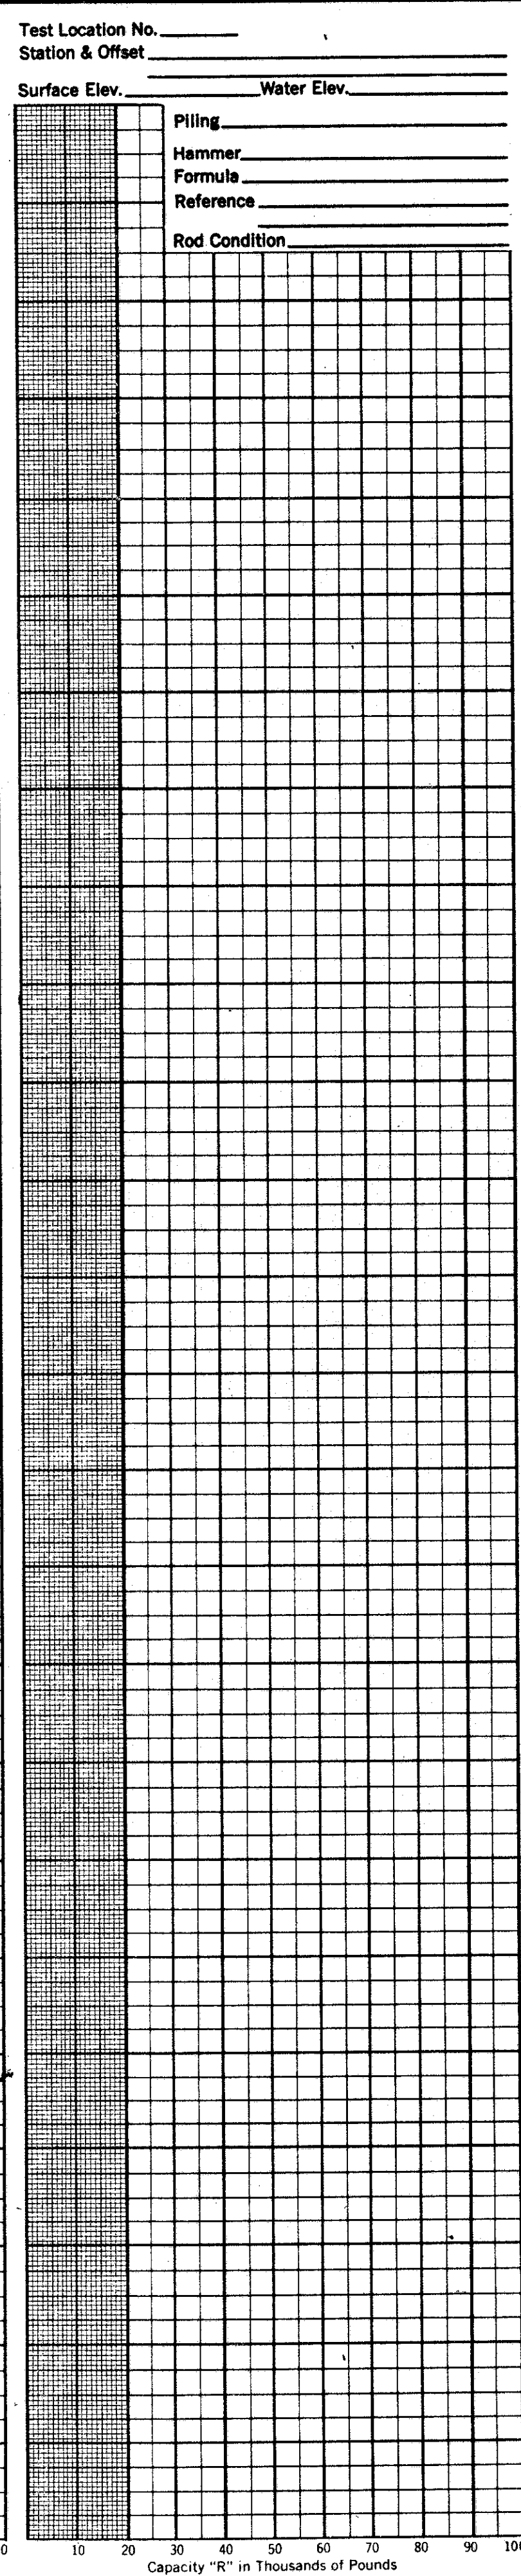 Test Location No.
Station & Offset
Surface Elev. Water Elev.
Piling
Hammer
Formula
Reference
Rod Condition
0 10 20 30 40 50 60 70 80 90 10
Capacity "R" in Thousands of Pounds